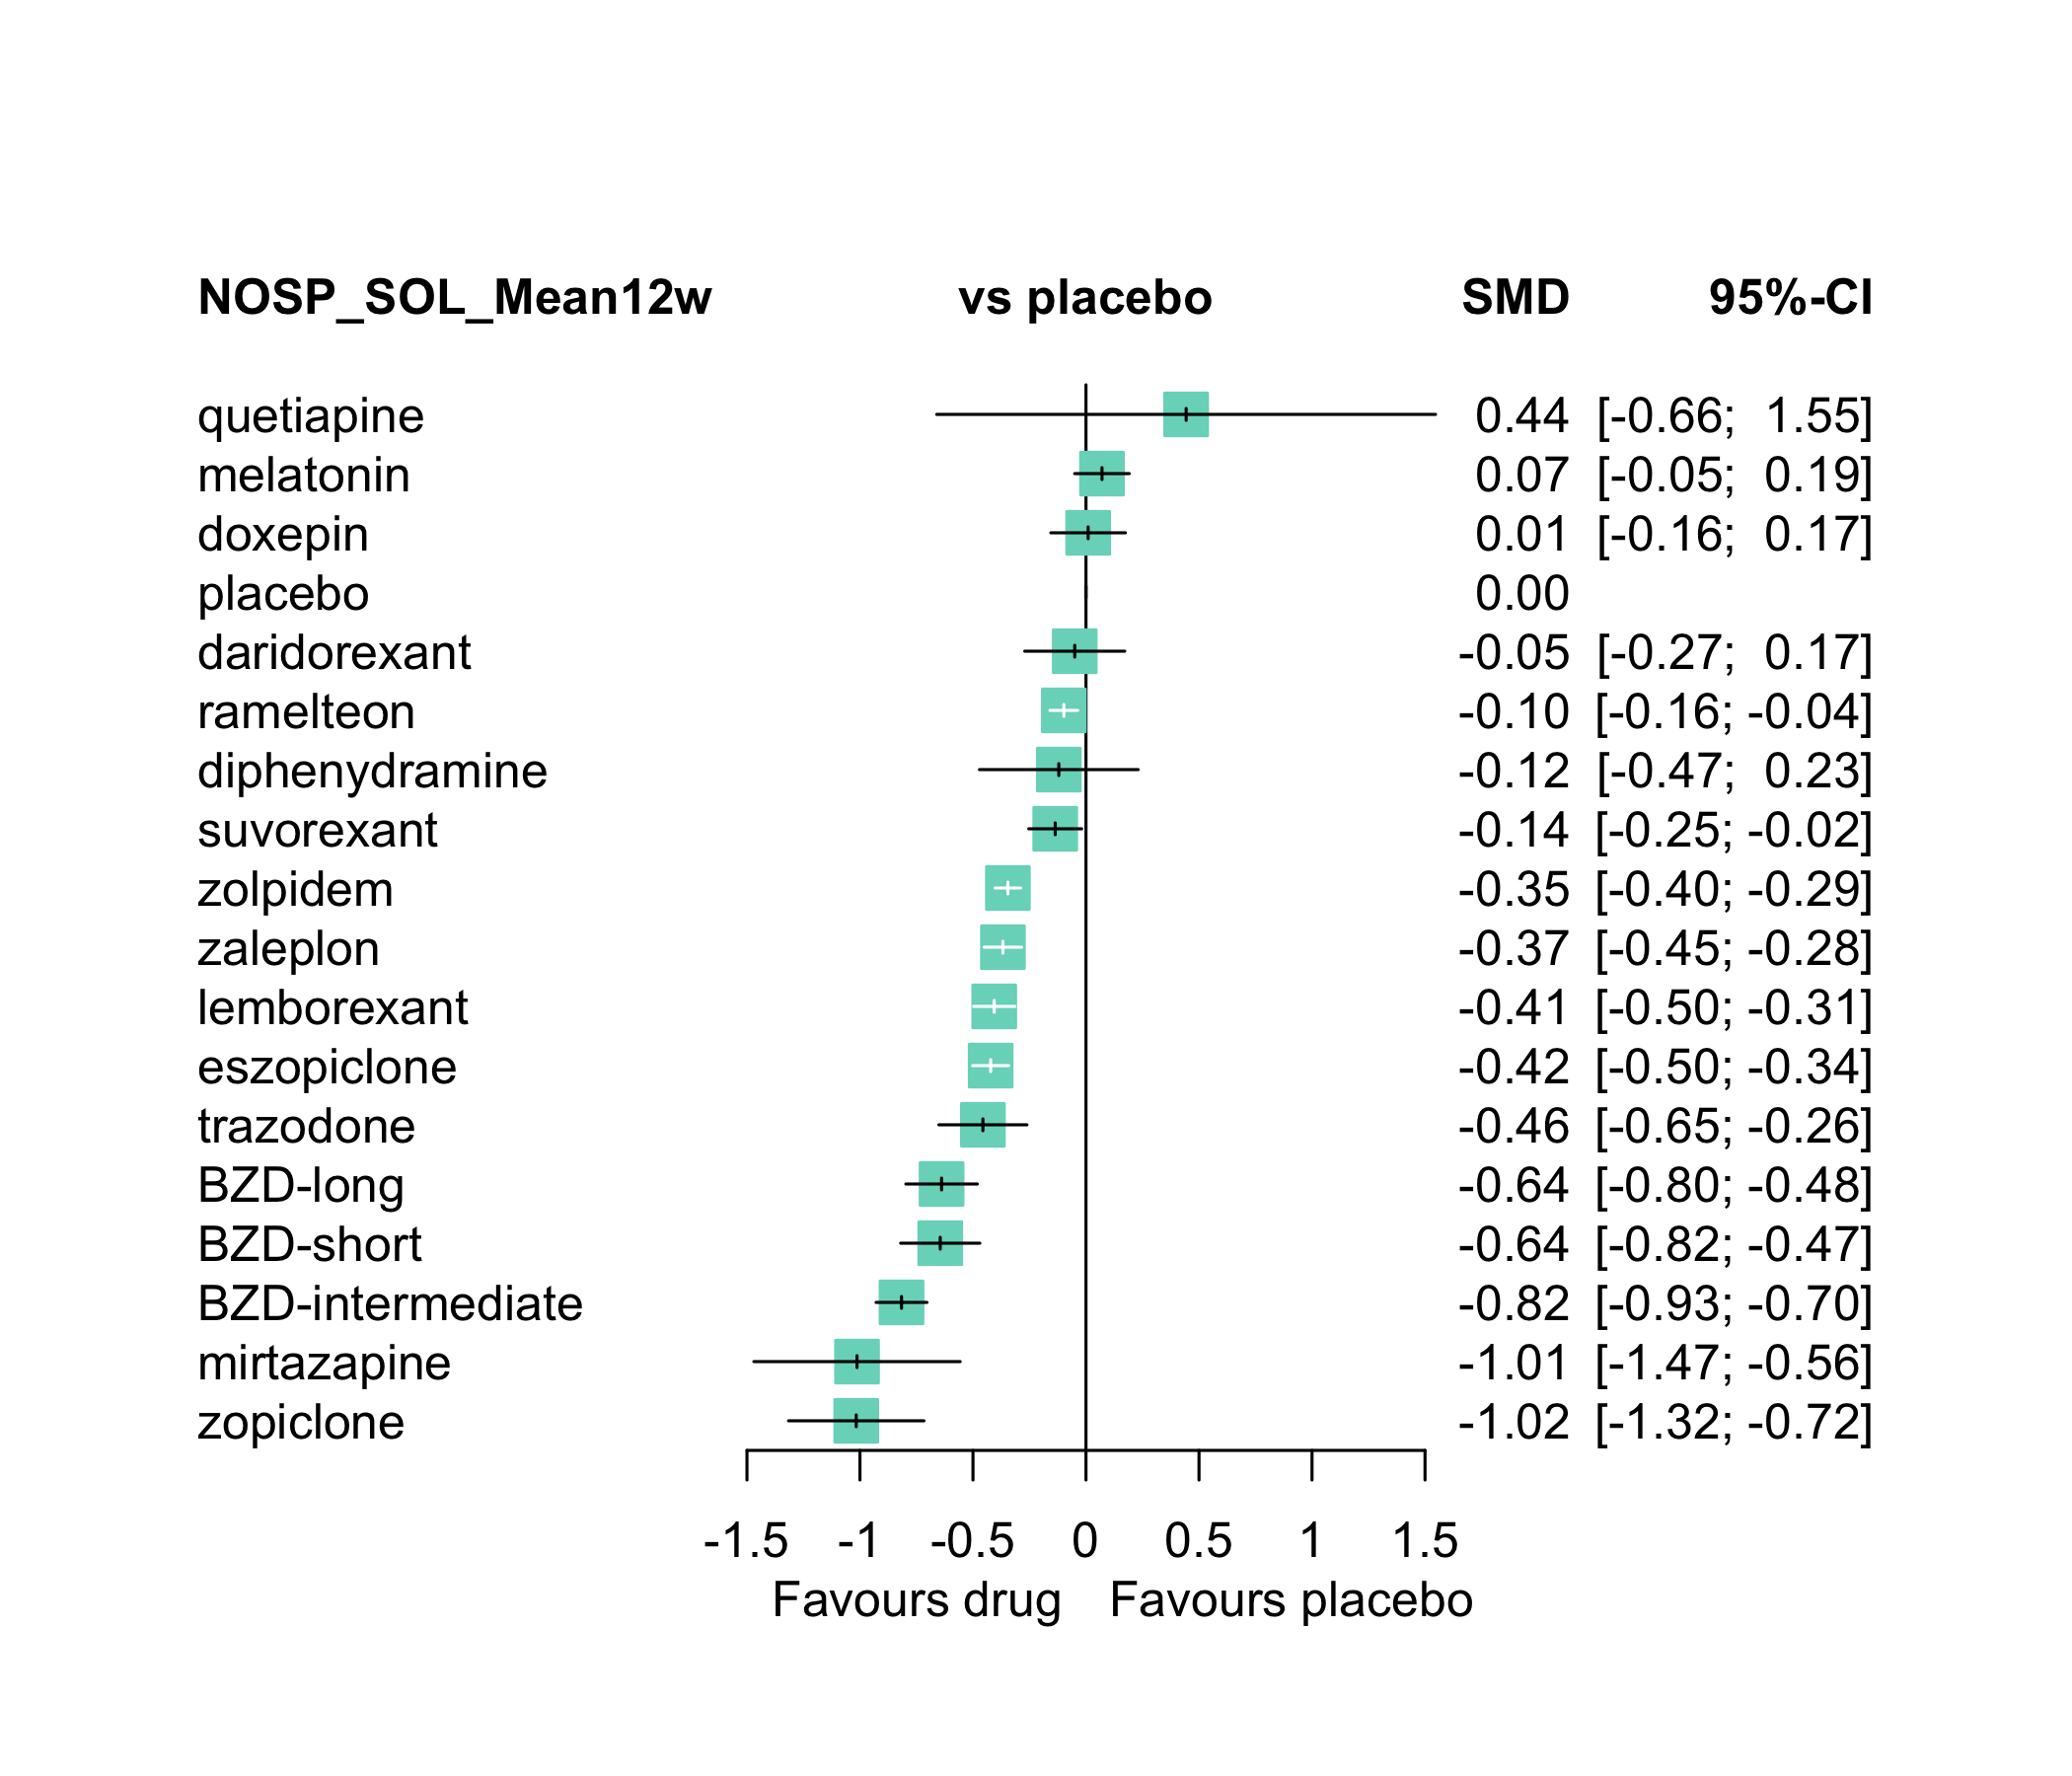 NOSP_SOL_Mean12w vs placebo SMD 95%-CI
quetiapine 0.44 [-0.66; 1.55]
melatonin 0.07 [-0.05; 0.19]
doxepin 0.01 [-0.16; 0.17]
placebo 0.00
daridorexant -0.05 [-0.27; 0.17]
ramelteon -0.10 [-0.16; -0.04]
diphenydramine -0.12 [-0.47; 0.23]
suvorexant -0.14 [-0.25; -0.02]
zolpidem -0.35 [-0.40; -0.29]
zaleplon -0.37 [-0.45; -0.28]
lemborexant -0.41 [-0.50; -0.31]
eszopiclone -0.42 [-0.50; -0.34]
trazodone -0.46 [-0.65; -0.26]
BZD-long -0.64 [-0.80; -0.48]
BZD-short -0.64 [-0.82; -0.47]
BZD-intermediate -0.82 [-0.93; -0.70]
mirtazapine -1.01 [-1.47; -0.56]
zopiclone -1.02 [-1.32; -0.72]
-1.5 -1 -0.5 0 0.5 1 1.5
Favours drug Favours placebo